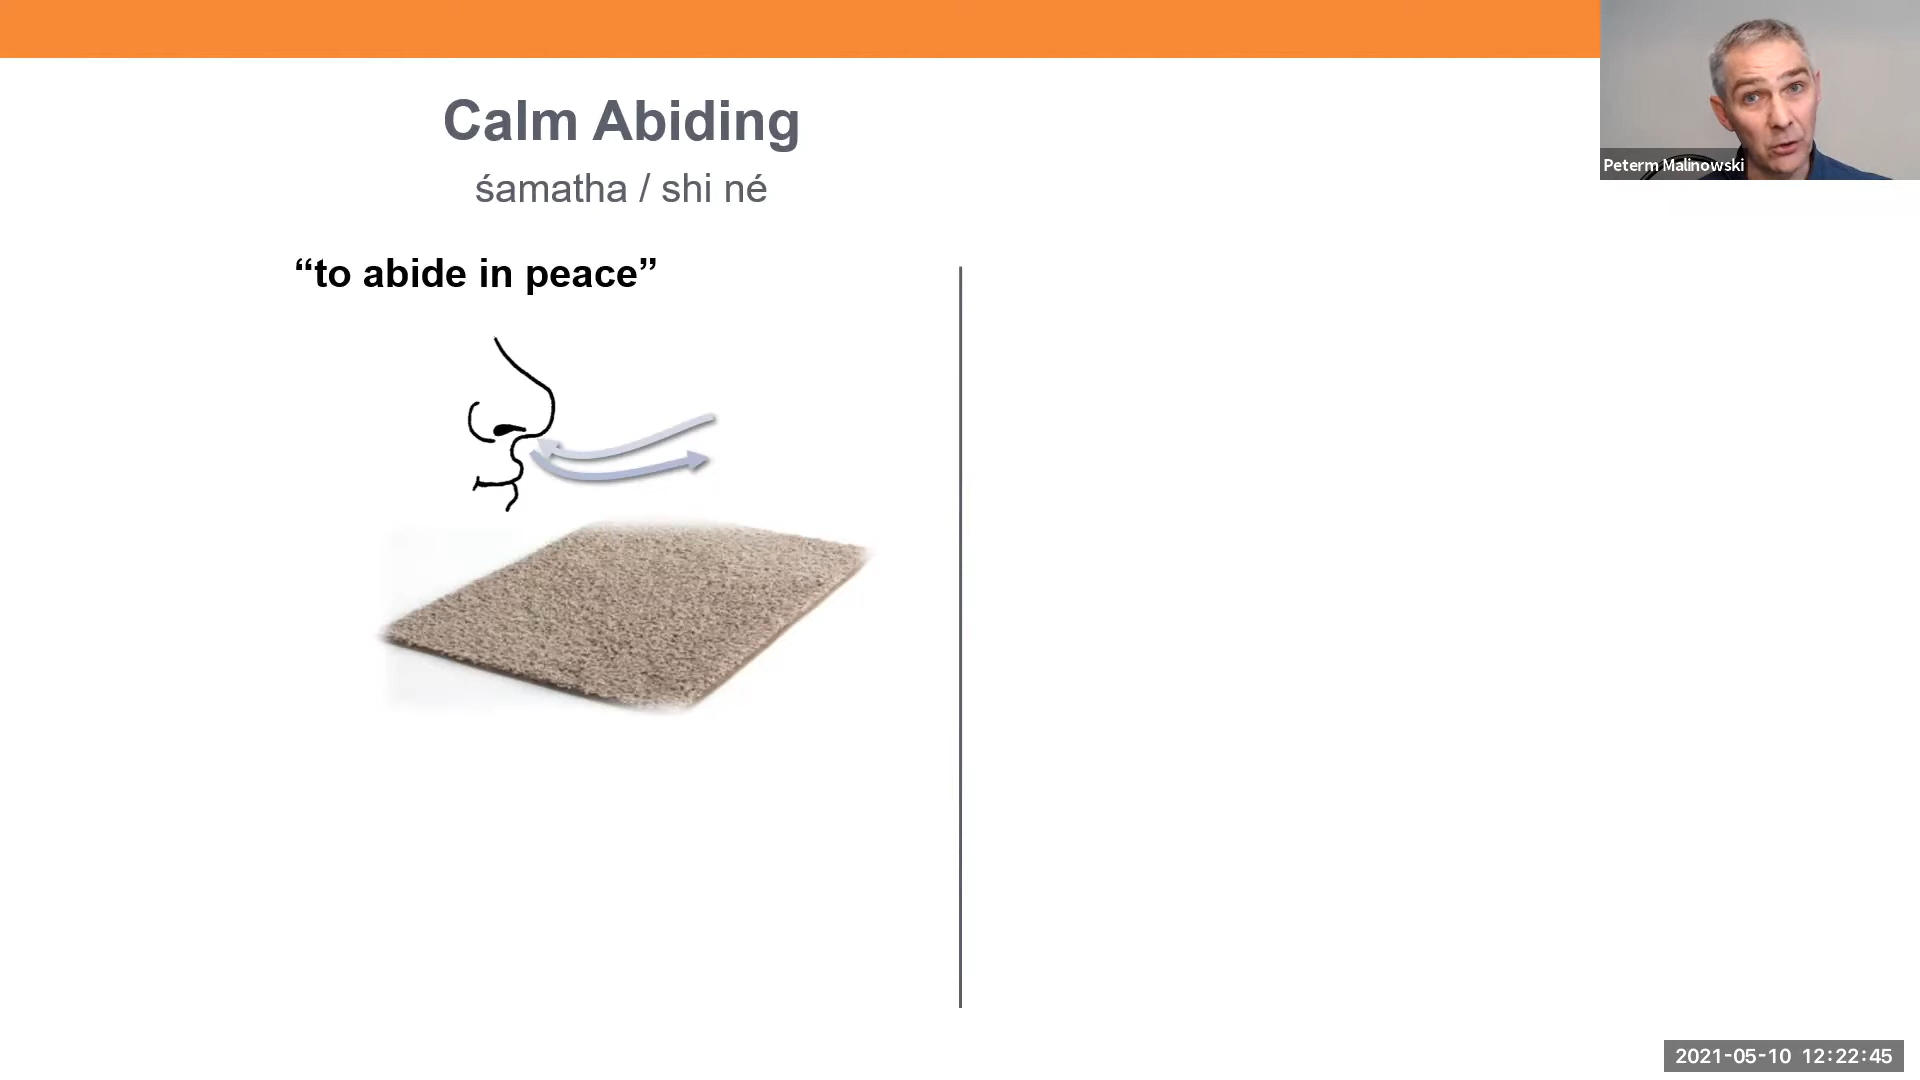 Calm Abiding
śamatha / shi né
“to abide in peace”
Peterm Malinowski
2021-05-10 12:22:45